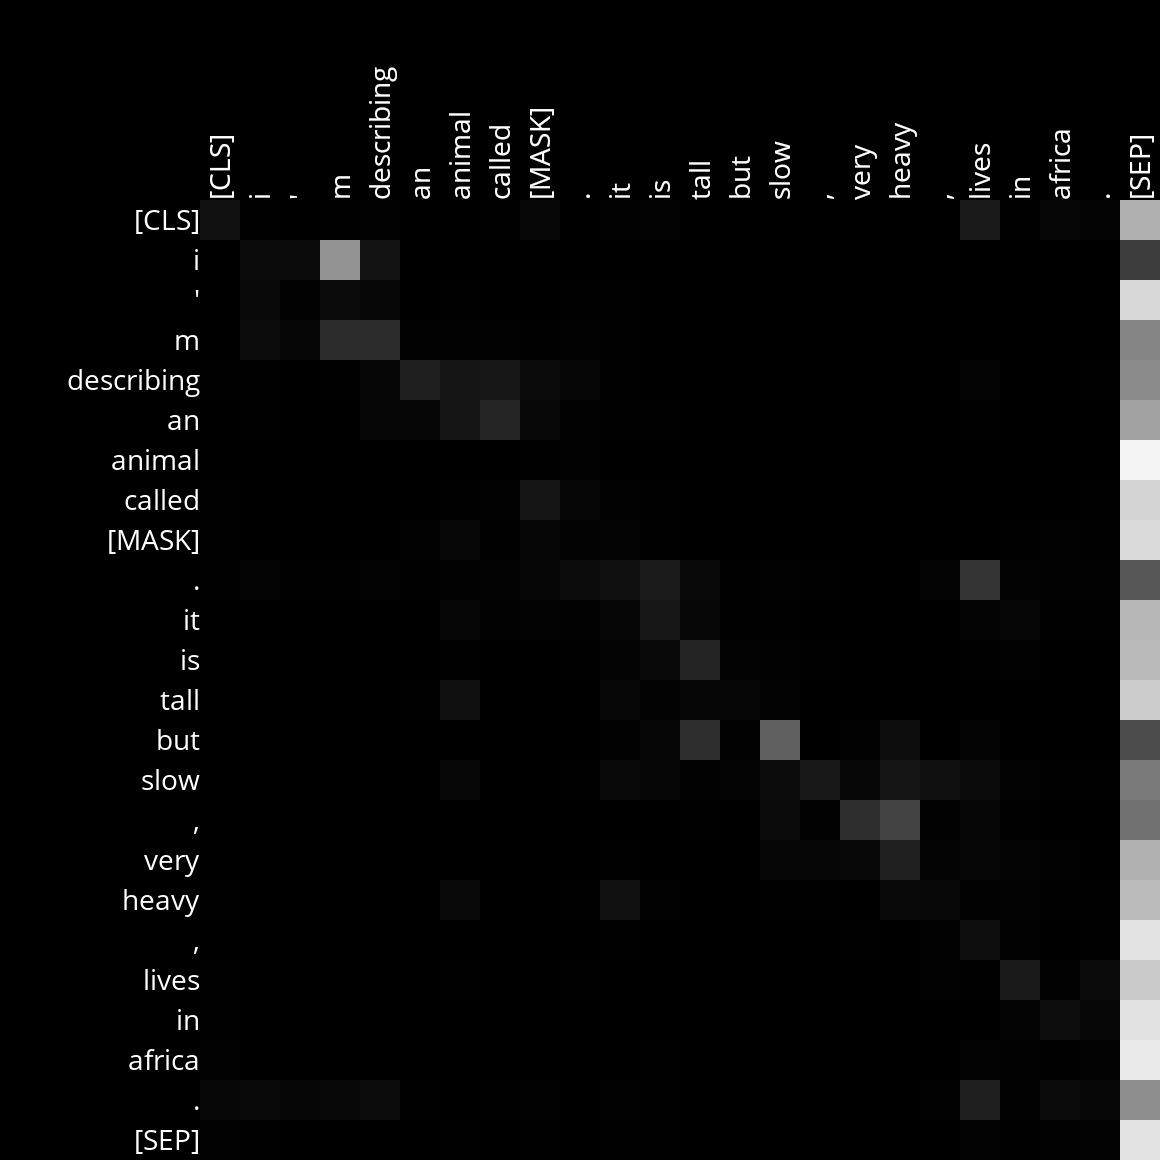 [CLS] i ' m describing an animal called [MASK] . it is tall but slow , very heavy , lives in africa . [SEP]
[CLS]
i
'
m
describing
an
animal
called
[MASK]
.
it
is
tall
but
slow
,
very
heavy
,
lives
in
africa
.
[SEP]